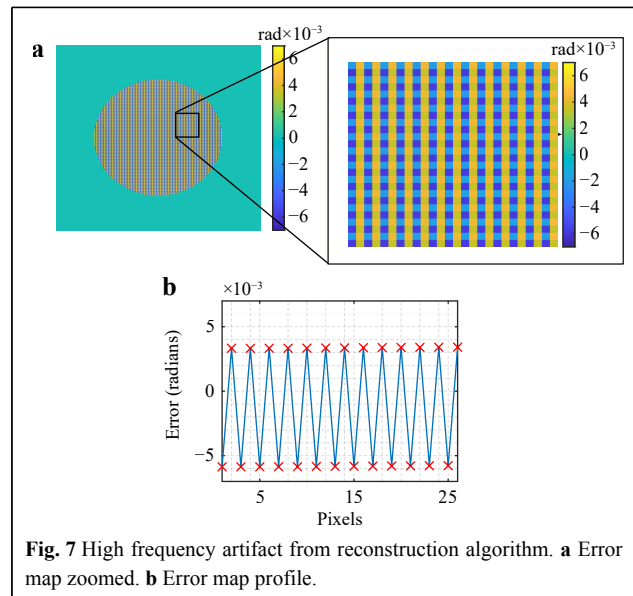 a
rad×10⁻³
6
4
2
0
−2
−4
−6
rad×10⁻³
6
4
2
0
−2
−4
−6
b
×10⁻³
5
0
−5
Error (radians)
5
15
25
Pixels
Fig. 7 High frequency artifact from reconstruction algorithm. a Error
map zoomed. b Error map profile.